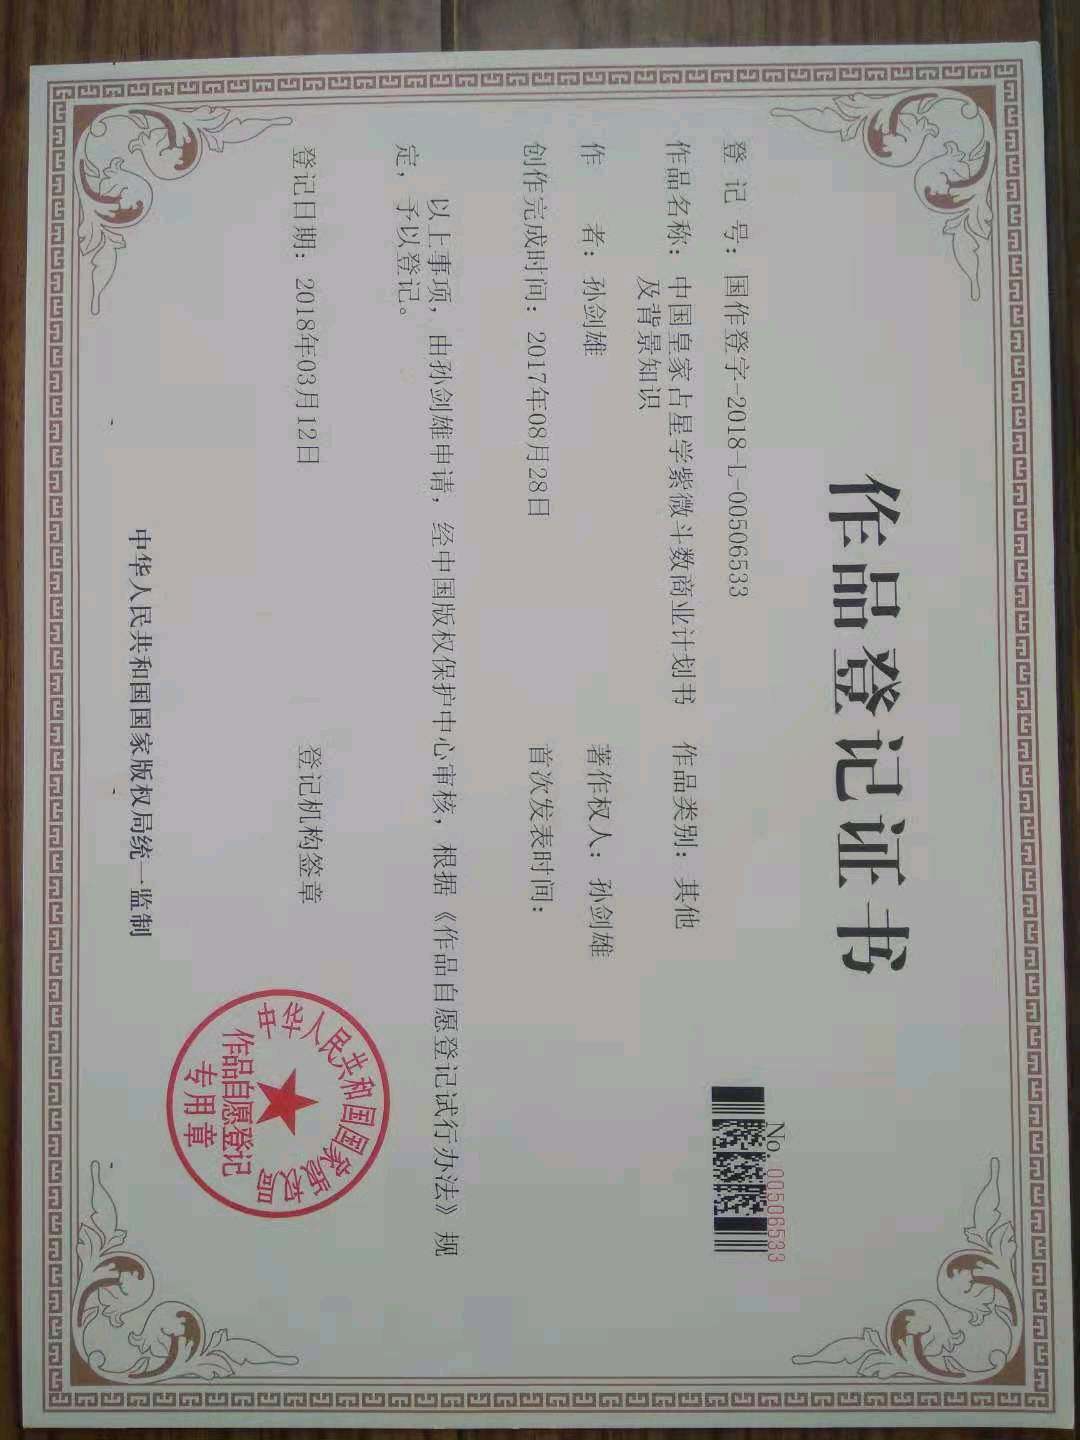 作品登记证书
No.00506533
登 记 号：国作登字-2018-L-00506533
作品名称：中国皇家占星学紫微斗数商业计划书 作品类别：其他
及背景知识
作 者：孙剑雄 著作权人：孙剑雄
创作完成时间：2017年08月28日 首次发表时间：
以上事项，由孙剑雄申请，经中国版权保护中心审核，根据《作品自愿登记试行办法》规
定，予以登记。
登记日期：2018年03月12日 登记机构签章
中华人民共和国国家版权局
作品自愿登记
专用章
中华人民共和国国家版权局统一监制